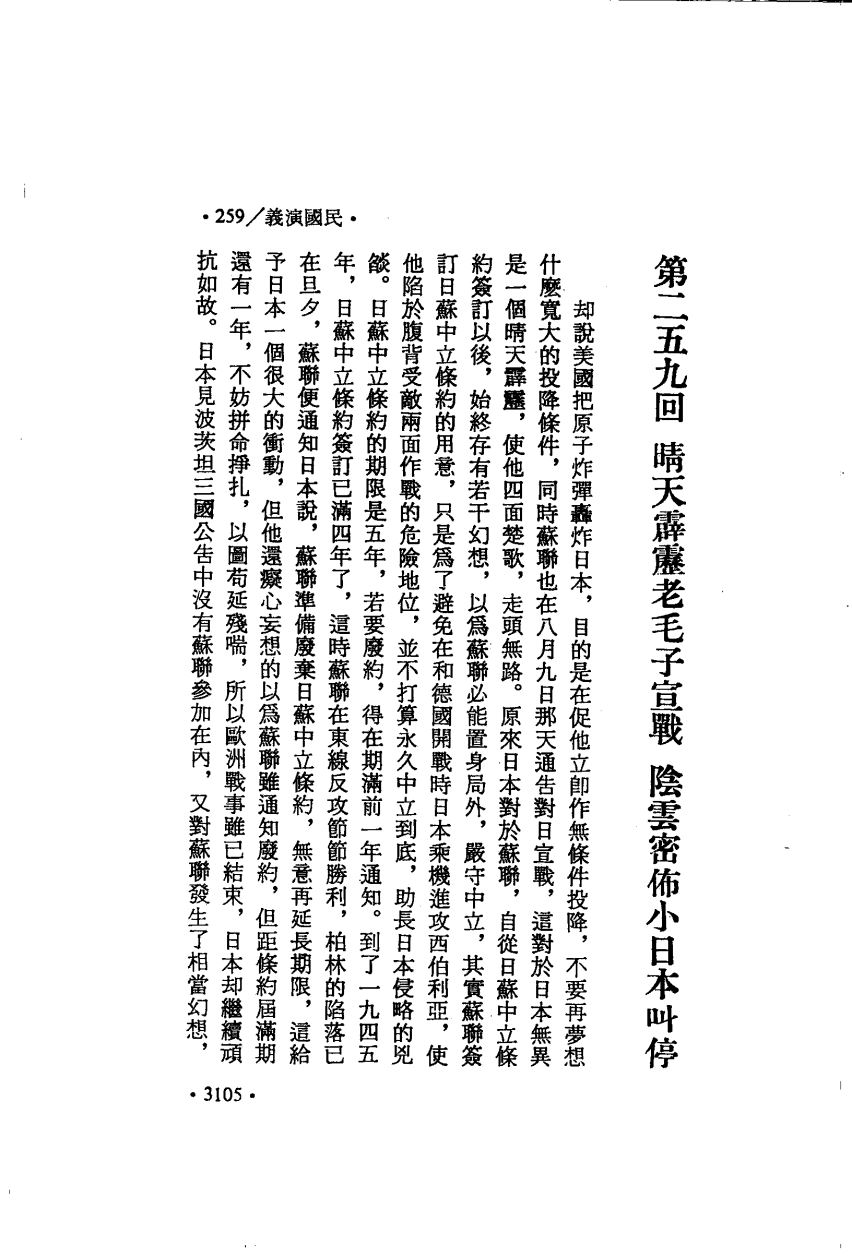 ·259／義演國民·
第二五九回 晴天霹靂老毛子宣戰 陰雲密佈小日本叫停
却說美國把原子炸彈轟炸日本，目的是在促他立卽作無條件投降，不要再夢想
什麽寬大的投降條件，同時蘇聯也在八月九日那天通告對日宣戰，這對於日本無異
是一個晴天霹靂，使他四面楚歌，走頭無路。原來日本對於蘇聯，自從日蘇中立條
約簽訂以後，始終存有若干幻想，以爲蘇聯必能置身局外，嚴守中立，其實蘇聯簽
訂日蘇中立條約的用意，只是爲了避免在和德國開戰時日本乘機進攻西伯利亞，使
他陷於腹背受敵兩面作戰的危險地位，並不打算永久中立到底，助長日本侵略的兇
燄。日蘇中立條約的期限是五年，若要廢約，得在期滿前一年通知。到了一九四五
年，日蘇中立條約簽訂已滿四年了，這時蘇聯在東線反攻節節勝利，柏林的陷落已
在旦夕，蘇聯便通知日本說，蘇聯準備廢棄日蘇中立條約，無意再延長期限，這給
予日本一個很大的衝動，但他還癡心妄想的以爲蘇聯雖通知廢約，但距條約屆滿期
還有一年，不妨拼命掙扎，以圖苟延殘喘，所以歐洲戰事雖已結束，日本却繼續頑
抗如故。日本見波茨坦三國公告中沒有蘇聯參加在內，又對蘇聯發生了相當幻想，
·3105·